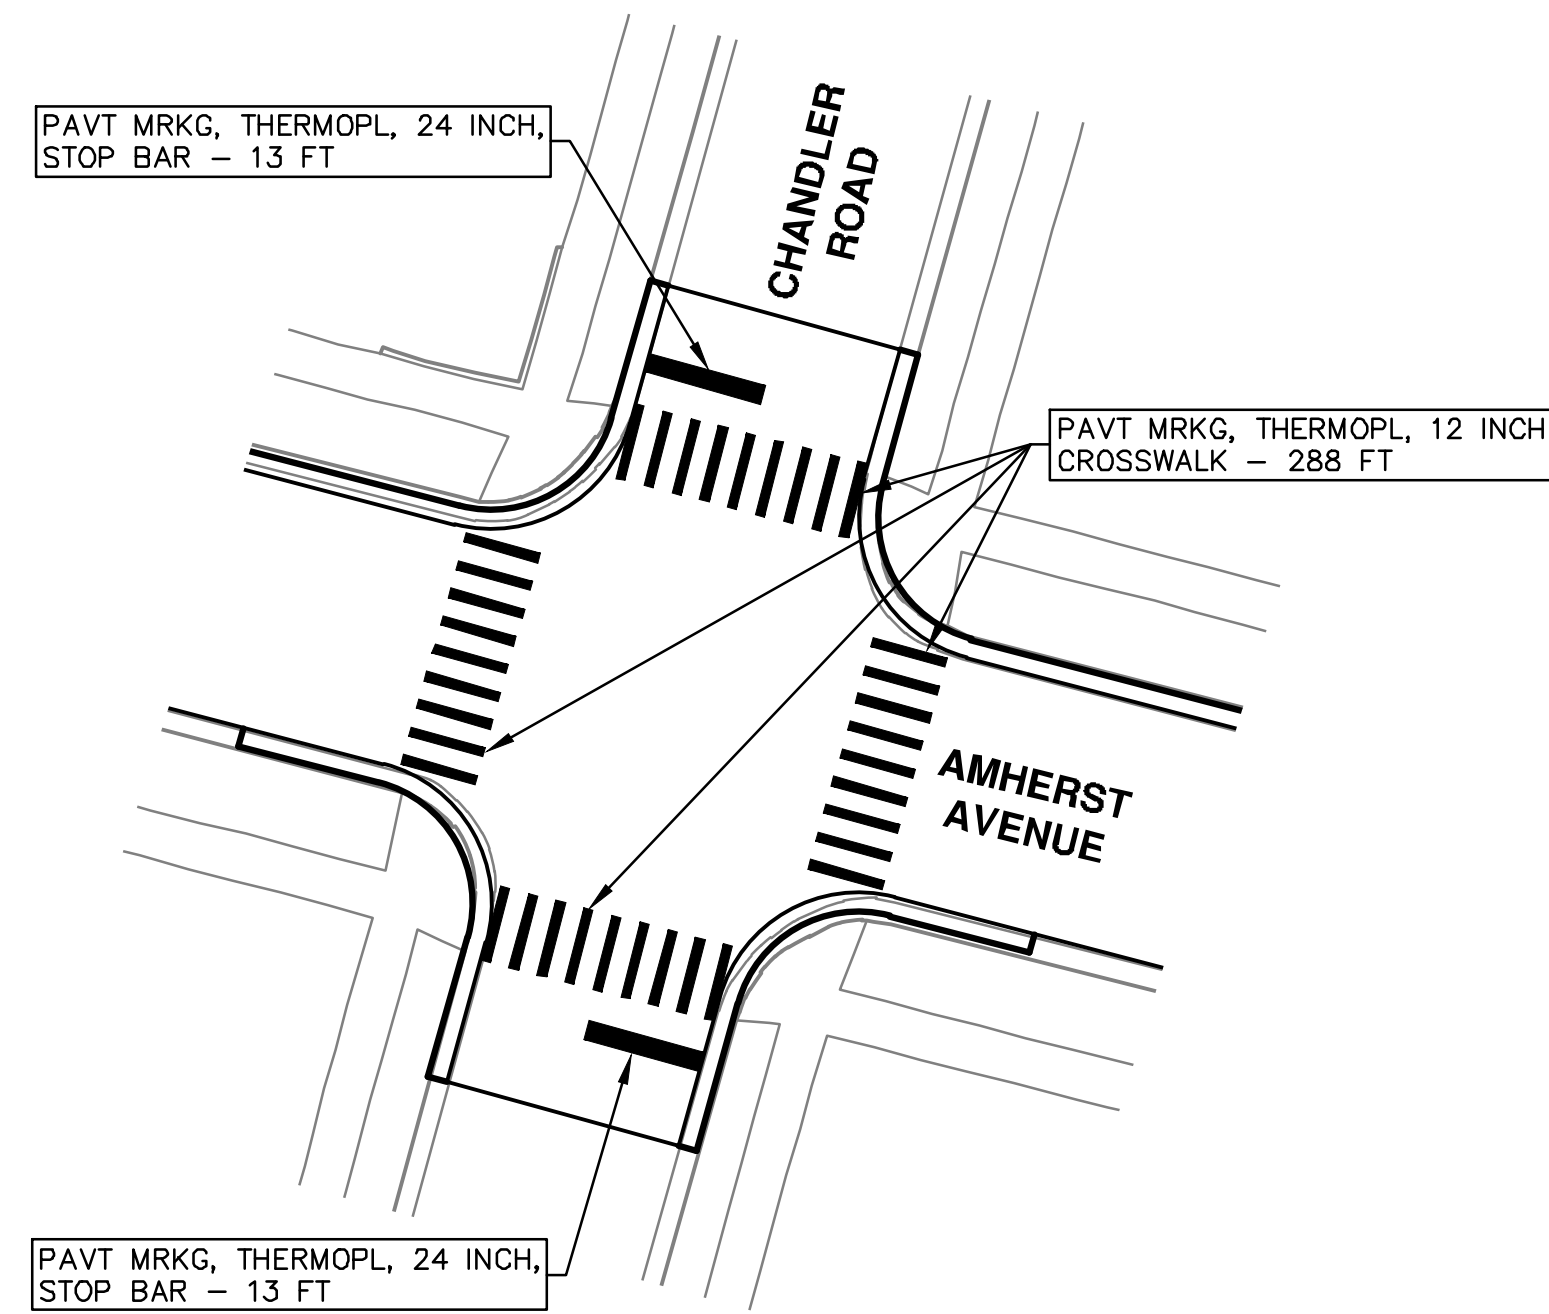 PAVT MRKG, THERMOPL, 24 INCH,
STOP BAR – 13 FT
CHANDLER
ROAD
PAVT MRKG, THERMOPL, 12 INCH
CROSSWALK – 288 FT
AMHERST
AVENUE
PAVT MRKG, THERMOPL, 24 INCH,
STOP BAR – 13 FT